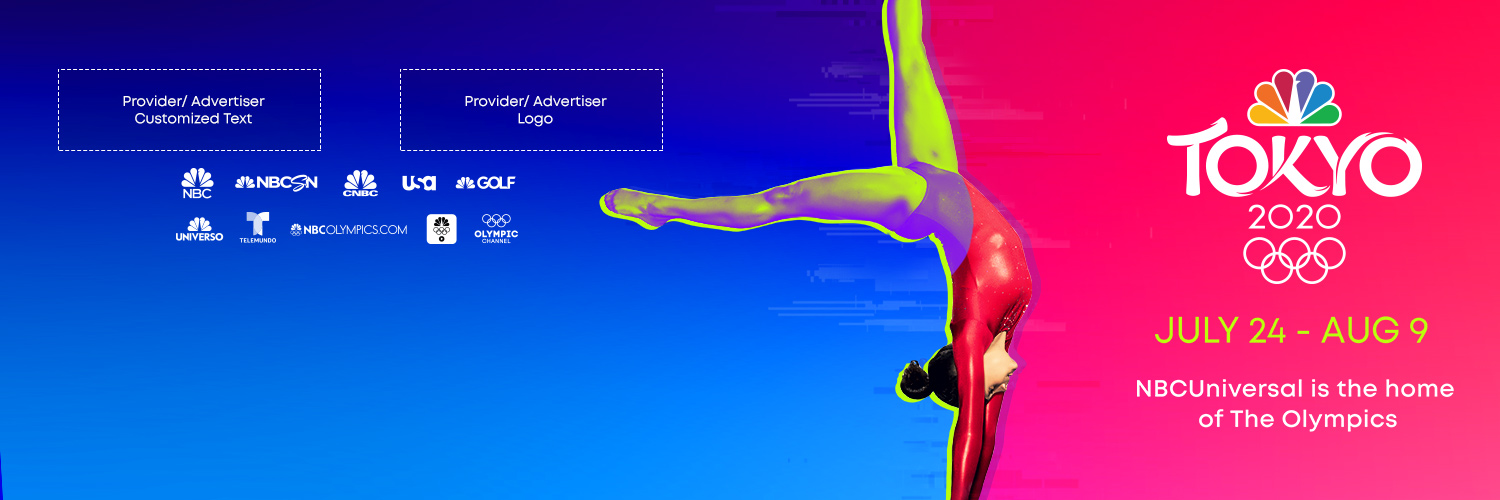 Provider/ Advertiser
Customized Text
Provider/ Advertiser
Logo
NBC
NBCSN
CNBC
usa
GOLF
UNIVERSO
TELEMUNDO
NBCOLYMPICS.COM
OLYMPIC
CHANNEL
TOKYO
2020
JULY 24 - AUG 9
NBCUniversal is the home
of The Olympics